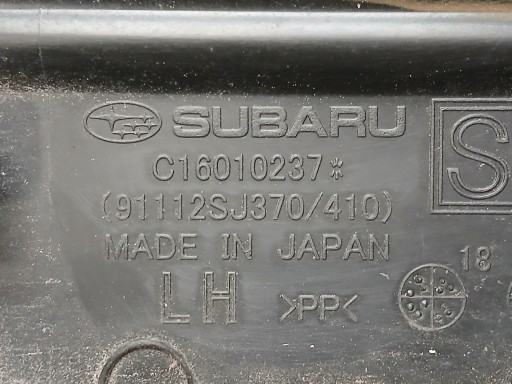 SUBARU
C16010237*
(91112SJ370/410)
MADE IN JAPAN
LH >PP<
S
18